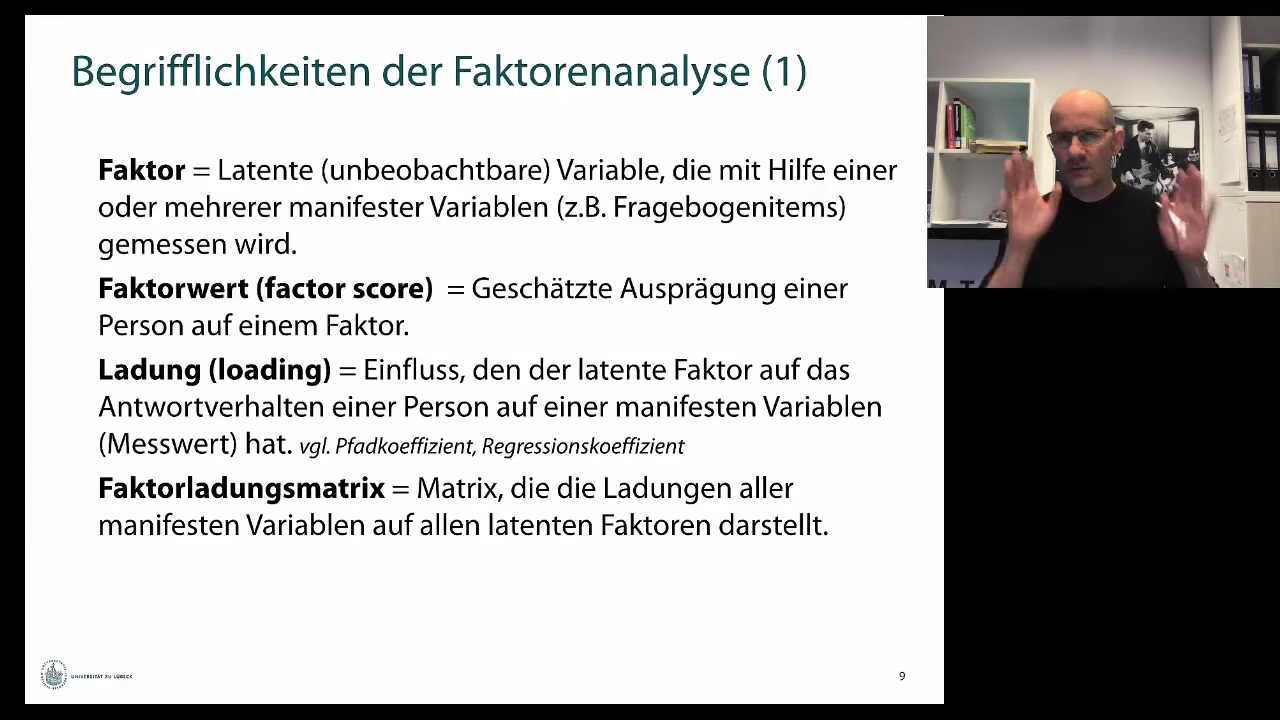 Begrifflichkeiten der Faktorenanalyse (1)
Faktor = Latente (unbeobachtbare) Variable, die mit Hilfe einer
oder mehrerer manifester Variablen (z.B. Fragebogenitems)
gemessen wird.
Faktorwert (factor score) = Geschätzte Ausprägung einer
Person auf einem Faktor.
Ladung (loading) = Einfluss, den der latente Faktor auf das
Antwortverhalten einer Person auf einer manifesten Variablen
(Messwert) hat. vgl. Pfadkoeffizient, Regressionskoeffizient
Faktorladungsmatrix = Matrix, die die Ladungen aller
manifesten Variablen auf allen latenten Faktoren darstellt.
UNIVERSITÄT ZU LÜBECK
9